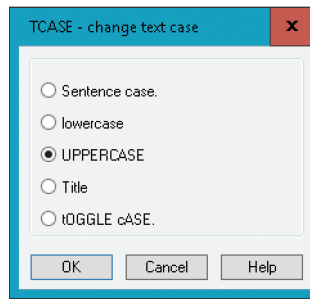 TCASE - change text case
x
Sentence case.
lowercase
UPPERCASE
Title
tOGGLE cASE.
OK Cancel Help